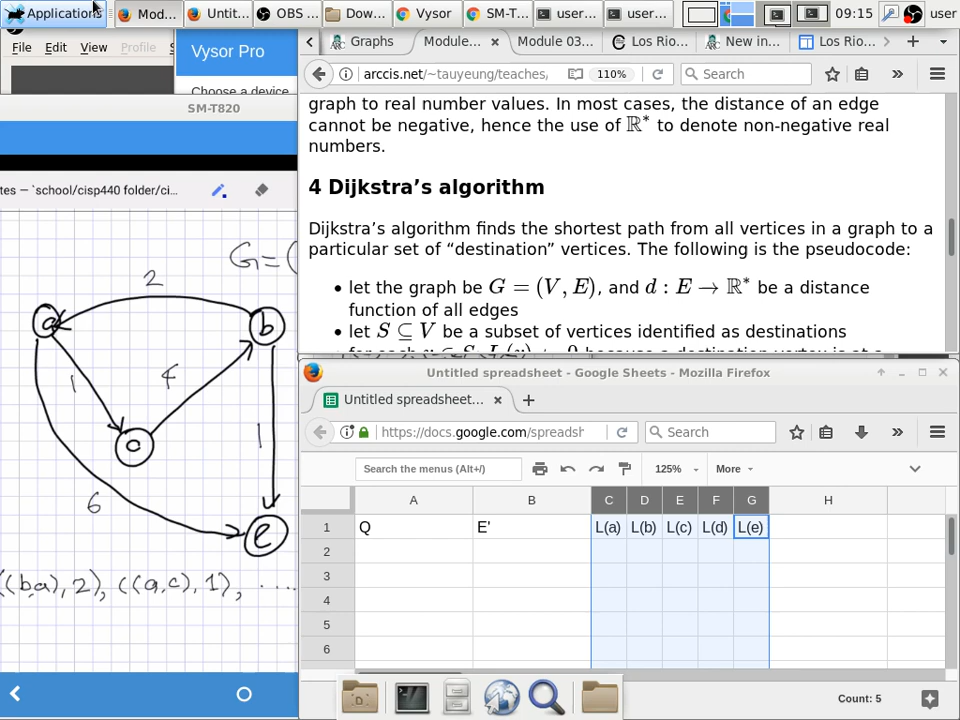 Applications Mod... Untit... OBS ... Dow... Vysor SM-T... user... user... 09:15 user
File Edit View Profile S
Vysor Pro
Choose a device
SM-T820
tes – `school/cisp440 folder/ci...
G=(
2
a
b
1
4
c
1
6
e
((b,a), 2), ((a,c), 1), ....
Graphs Module... Module 03... Los Rio... New in... Los Rio
arccis.net/~tauyeung/teaches, 110% Search
graph to real number values. In most cases, the distance of an edge
cannot be negative, hence the use of ℝ* to denote non-negative real
numbers.
4 Dijkstra's algorithm
Dijkstra's algorithm finds the shortest path from all vertices in a graph to a
particular set of “destination” vertices. The following is the pseudocode:
• let the graph be G = (V, E), and d : E → ℝ* be a distance
function of all edges
• let S ⊆ V be a subset of vertices identified as destinations
Untitled spreadsheet - Google Sheets - Mozilla Firefox
Untitled spreadsheet...
https://docs.google.com/spreadsh Search
Search the menus (Alt+/) 125% More
A B C D E F G H
1 Q E' L(a) L(b) L(c) L(d) L(e)
2
3
4
5
6
Count: 5